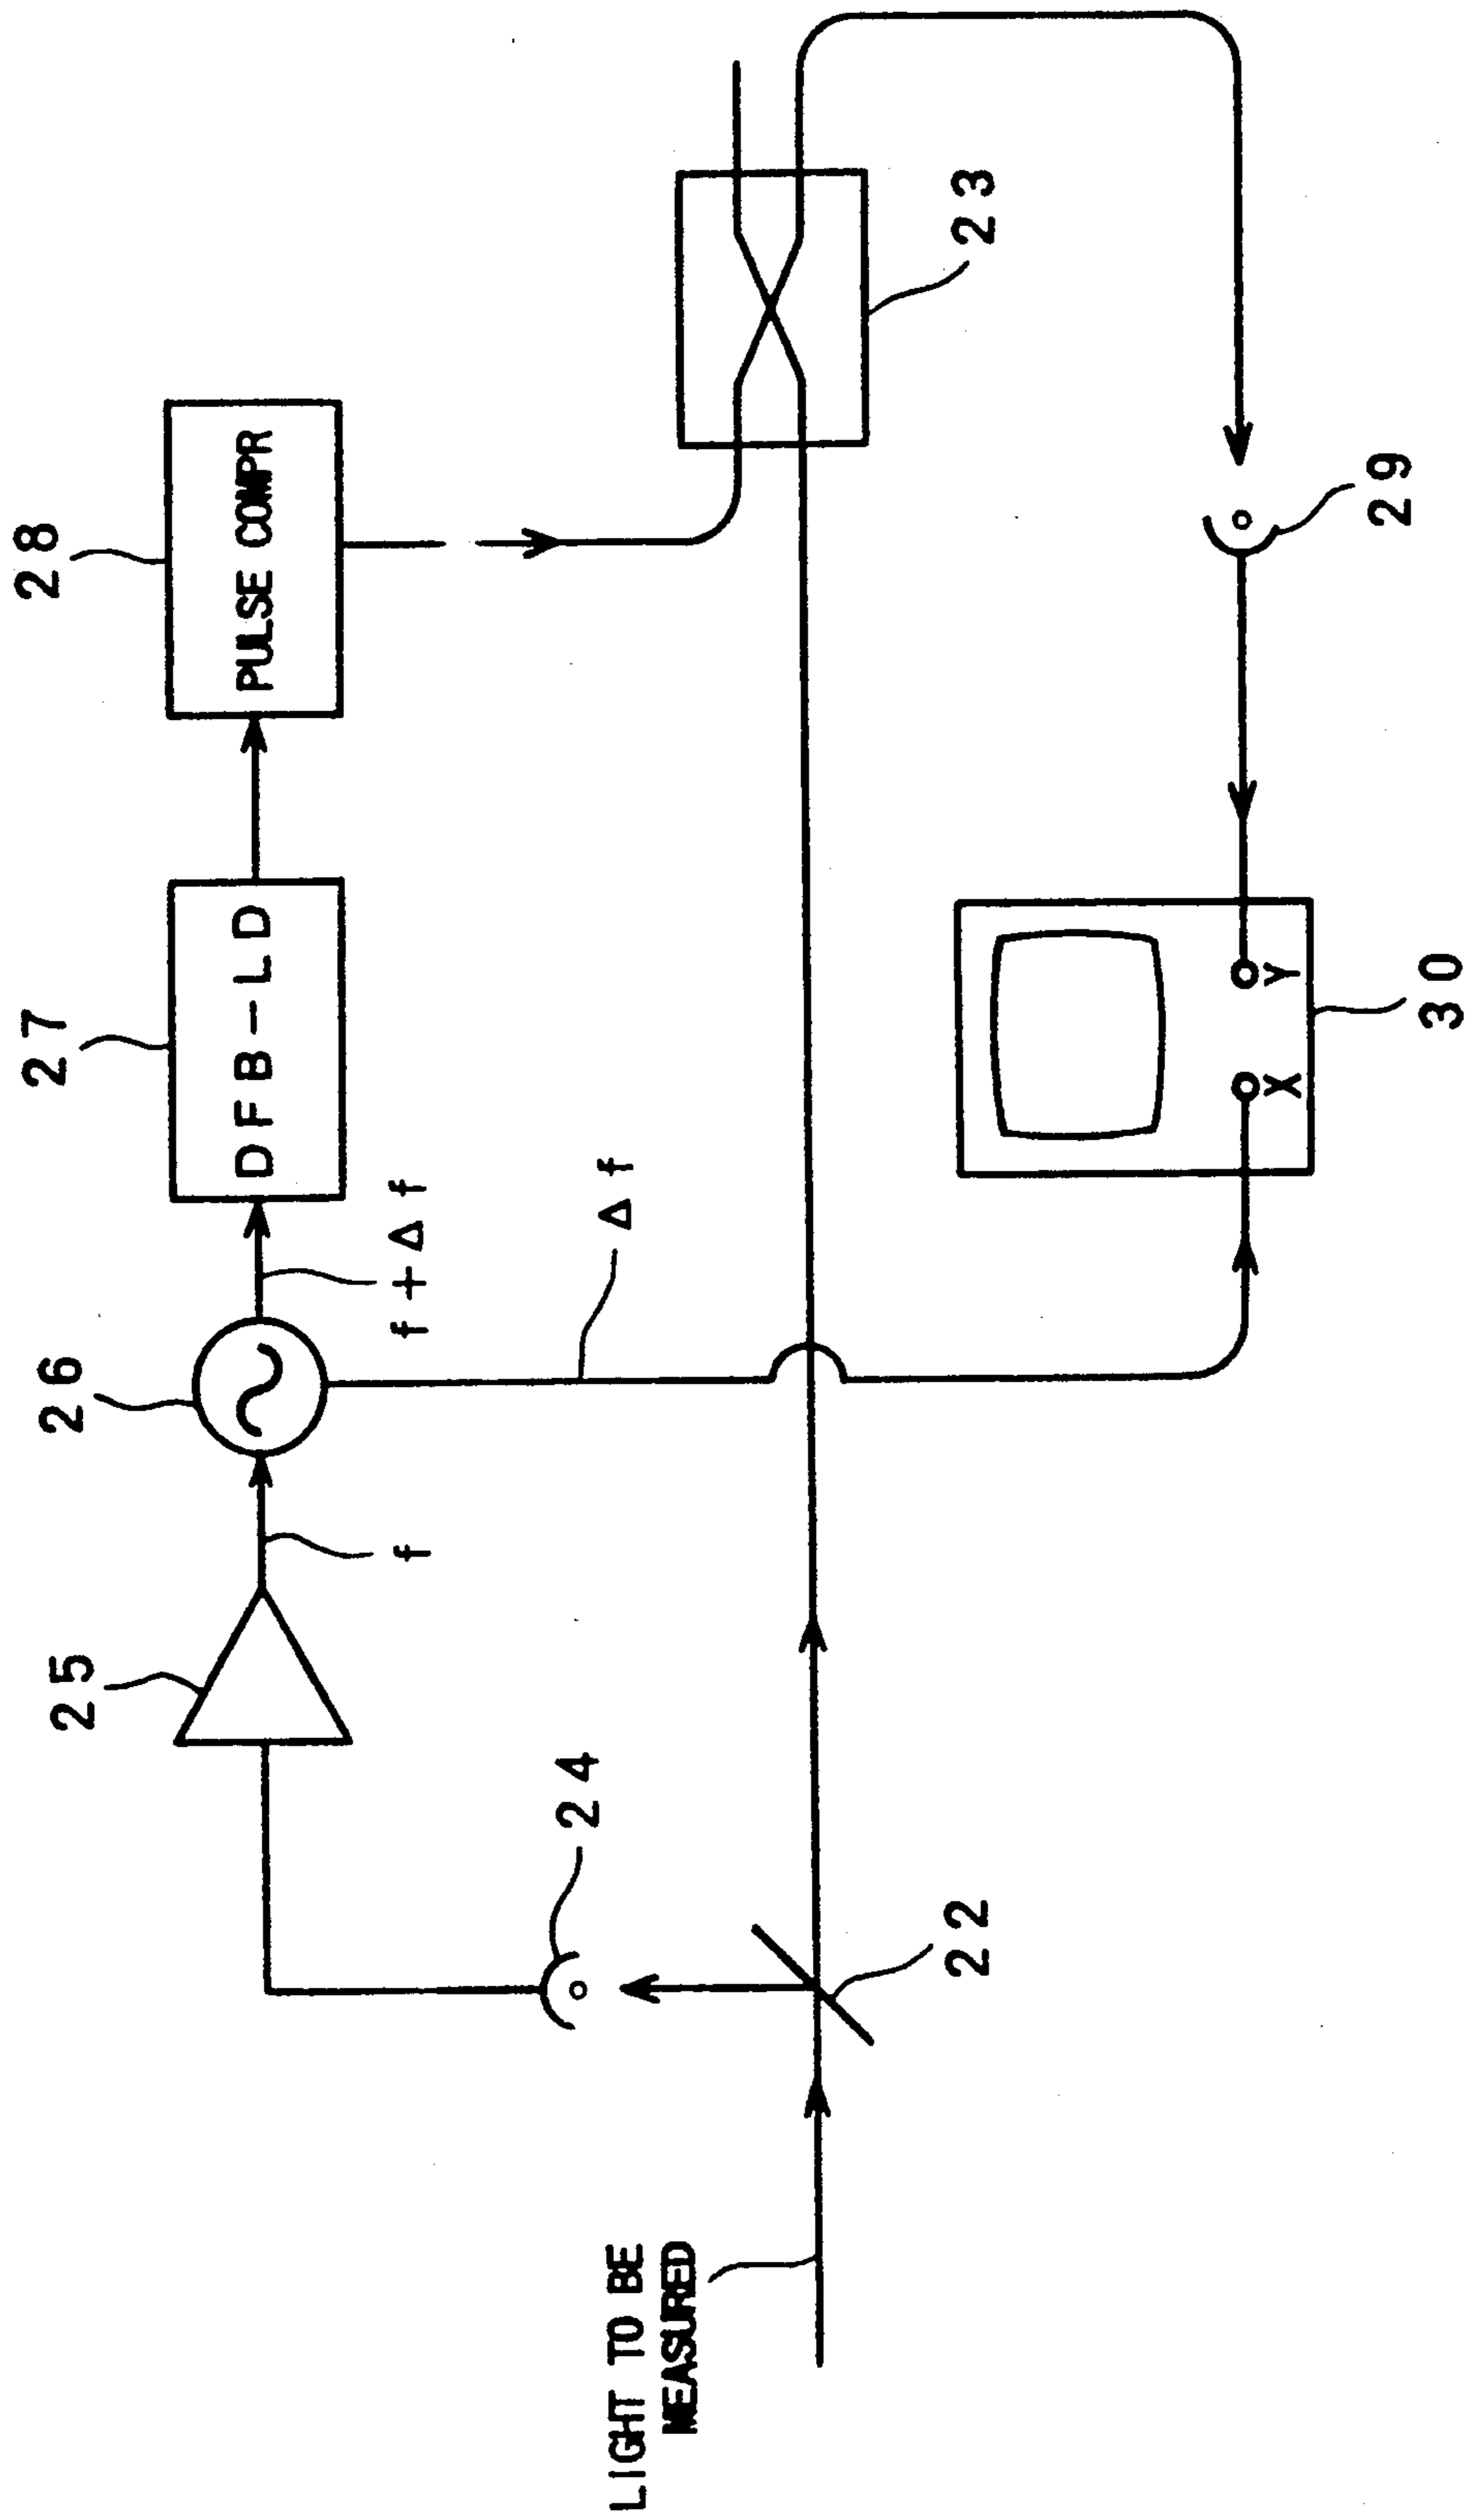 28
PULSE COMPR
27
DFB-LD
26
f+Δf
Δf
25
f
24
23
22
29
X
Y
30
LIGHT TO BE
MEASURED